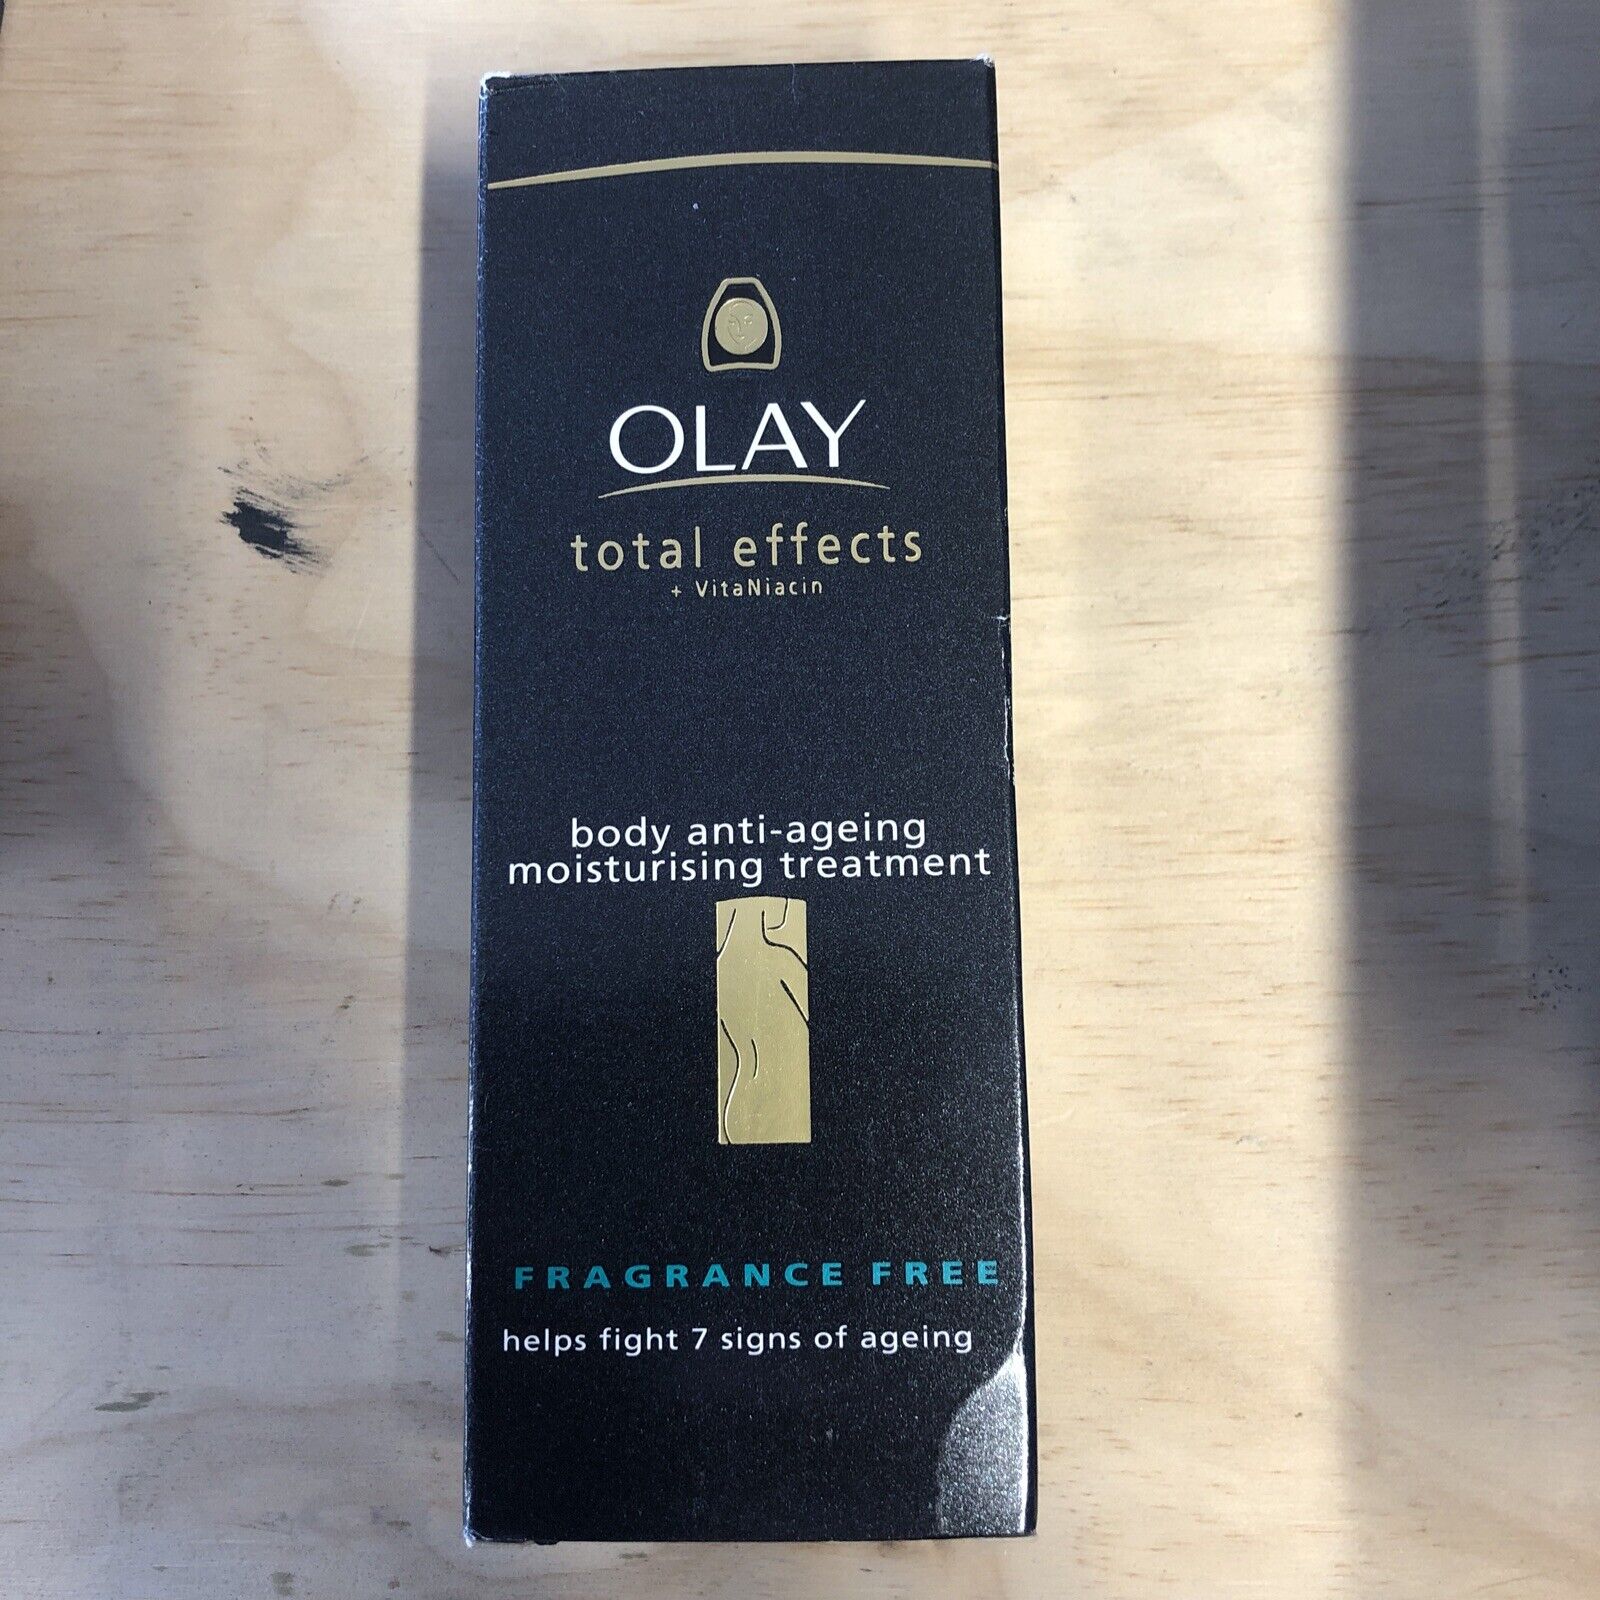 OLAY
total effects
+ VitaNiacin
body anti-ageing
moisturising treatment
FRAGRANCE FREE
helps fight 7 signs of ageing